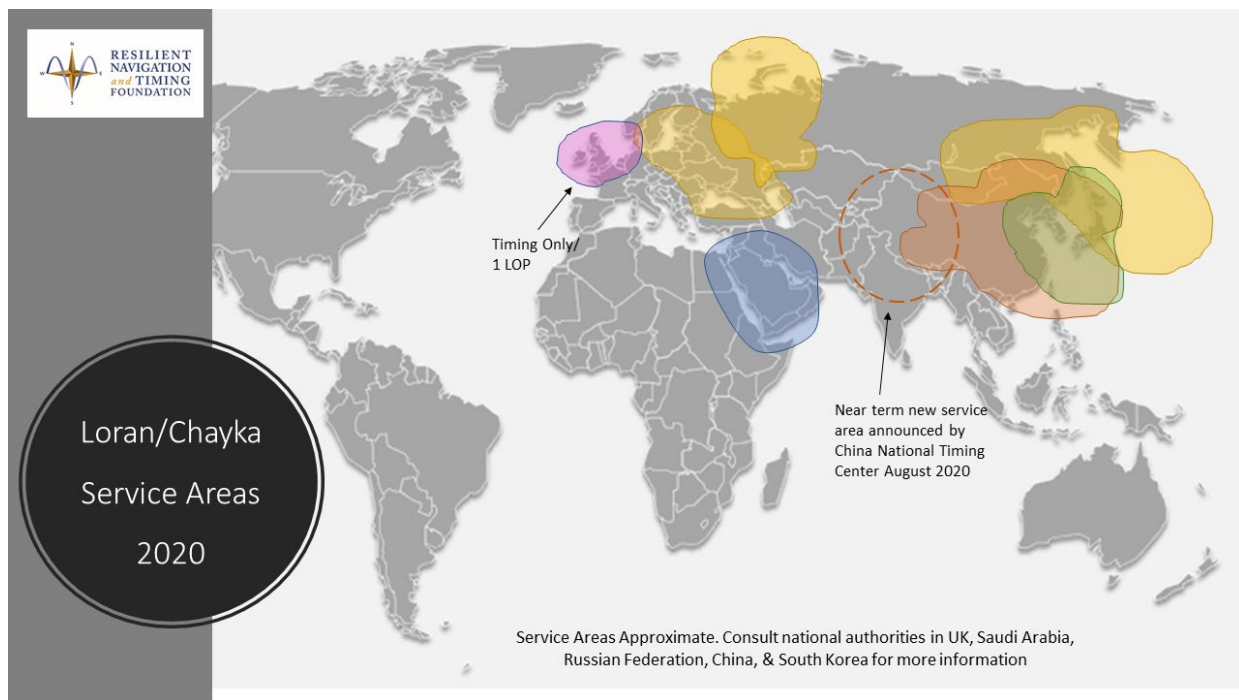 N
W E
S
RESILIENT
NAVIGATION
and TIMING
FOUNDATION
Timing Only/
1 LOP
Near term new service
area announced by
China National Timing
Center August 2020
Loran/Chayka
Service Areas
2020
Service Areas Approximate. Consult national authorities in UK, Saudi Arabia,
Russian Federation, China, & South Korea for more information